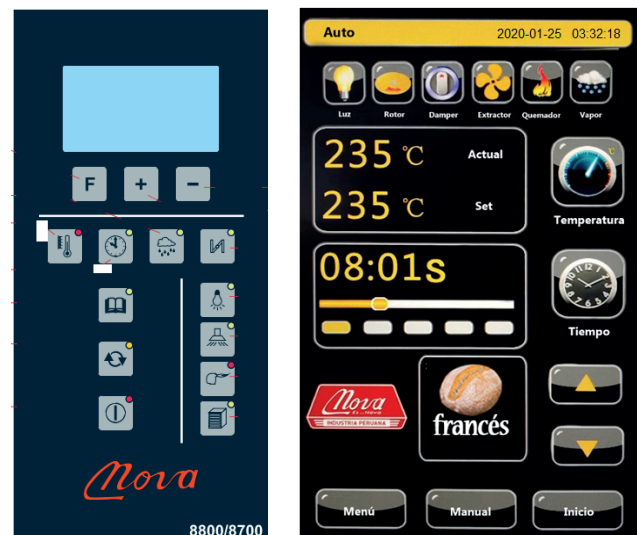 F + −
Nova
8800/8700
Auto 2020-01-25 03:32:18
Luz Rotor Damper Extractor Quemador Vapor
235 °C Actual
235 °C Set
Temperatura
08:01s
Tiempo
Nova
INDUSTRIA PERUANA
francés
Menú Manual Inicio